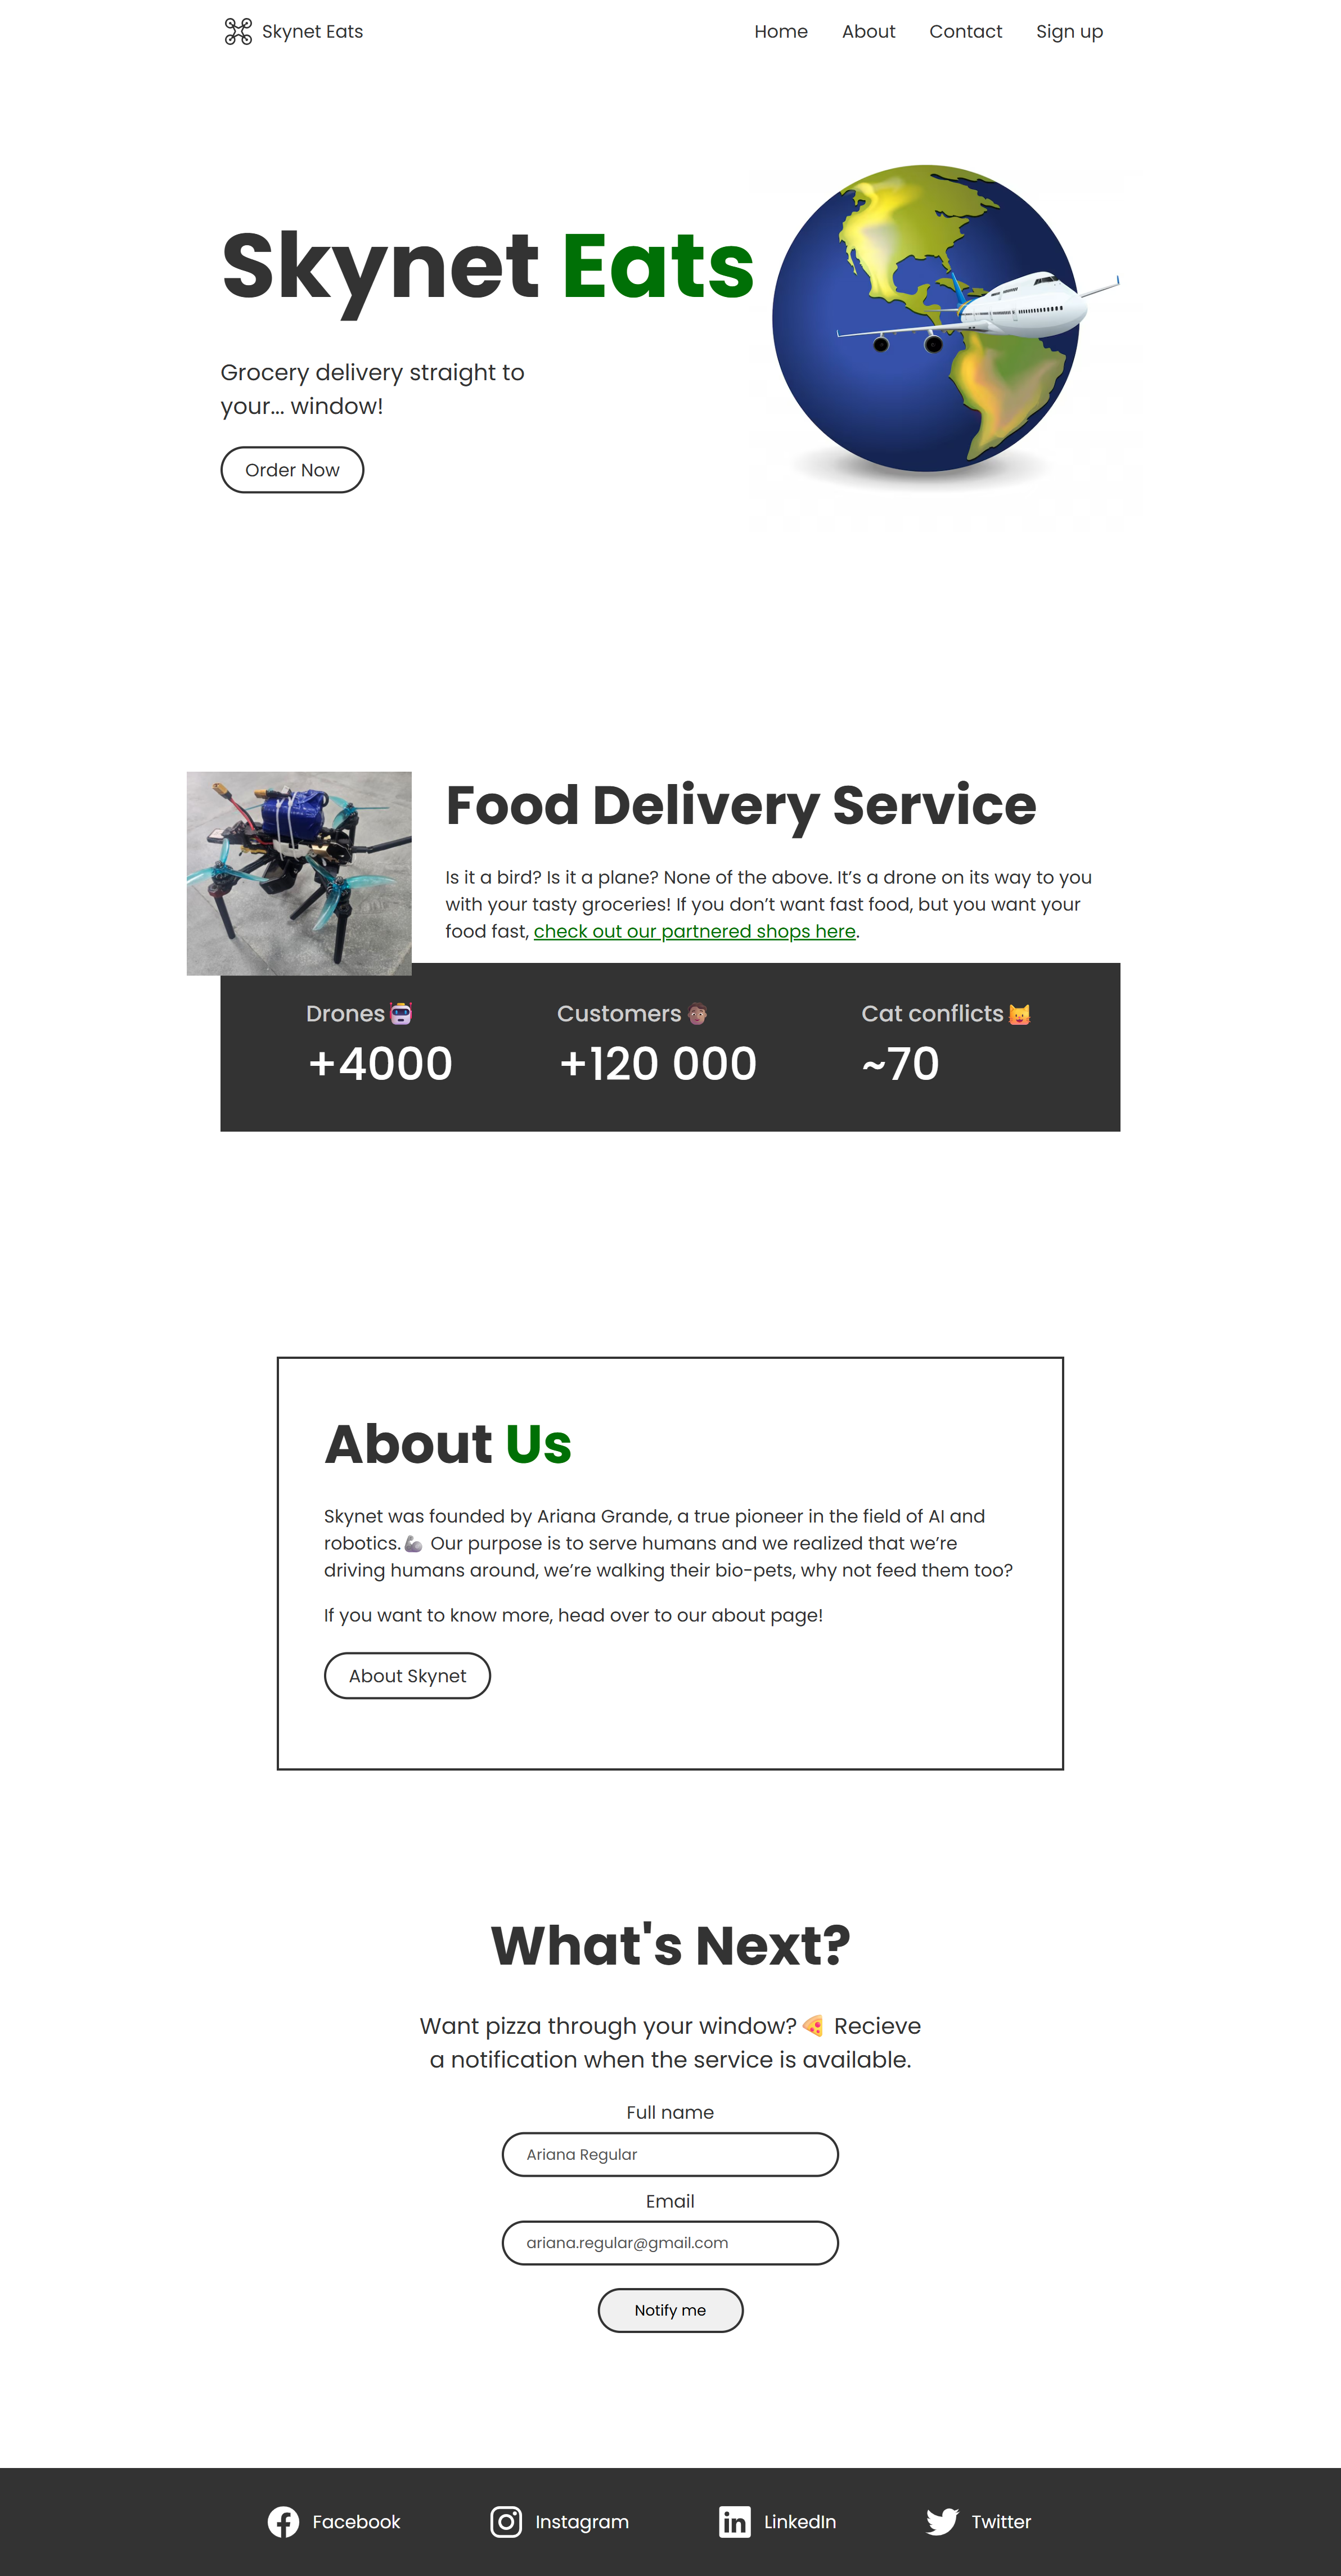 Skynet Eats
Home About Contact Sign up
Skynet Eats
Grocery delivery straight to
your... window!
Order Now
Food Delivery Service
Is it a bird? Is it a plane? None of the above. It’s a drone on its way to you
with your tasty groceries! If you don’t want fast food, but you want your
food fast, check out our partnered shops here.
Drones
+4000
Customers
+120 000
Cat conflicts
~70
About Us
Skynet was founded by Ariana Grande, a true pioneer in the field of AI and
robotics. Our purpose is to serve humans and we realized that we’re
driving humans around, we’re walking their bio-pets, why not feed them too?
If you want to know more, head over to our about page!
About Skynet
What's Next?
Want pizza through your window? Recieve
a notification when the service is available.
Full name
Ariana Regular
Email
ariana.regular@gmail.com
Notify me
Facebook Instagram LinkedIn Twitter